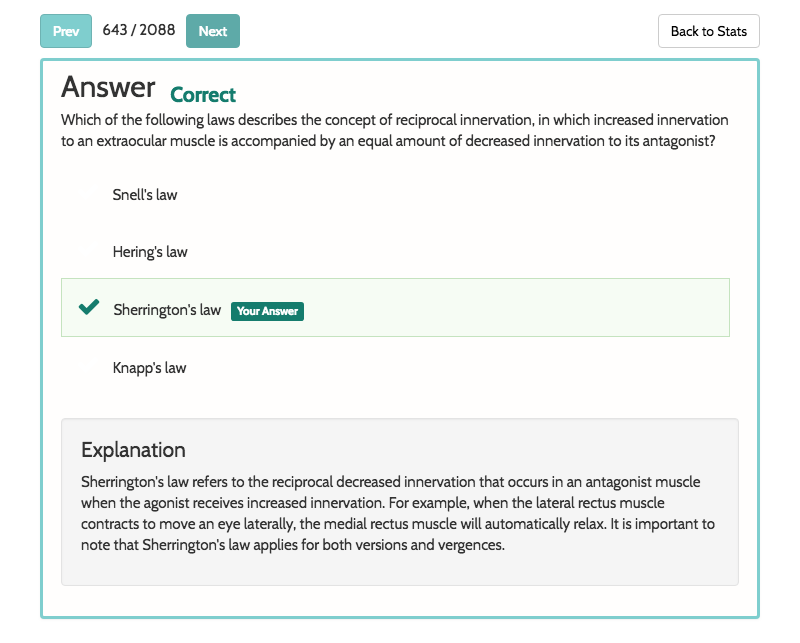 Prev 643 / 2088 Next Back to Stats
Answer Correct
Which of the following laws describes the concept of reciprocal innervation, in which increased innervation
to an extraocular muscle is accompanied by an equal amount of decreased innervation to its antagonist?
Snell's law
Hering's law
Sherrington's law Your Answer
Knapp's law
Explanation
Sherrington's law refers to the reciprocal decreased innervation that occurs in an antagonist muscle
when the agonist receives increased innervation. For example, when the lateral rectus muscle
contracts to move an eye laterally, the medial rectus muscle will automatically relax. It is important to
note that Sherrington's law applies for both versions and vergences.